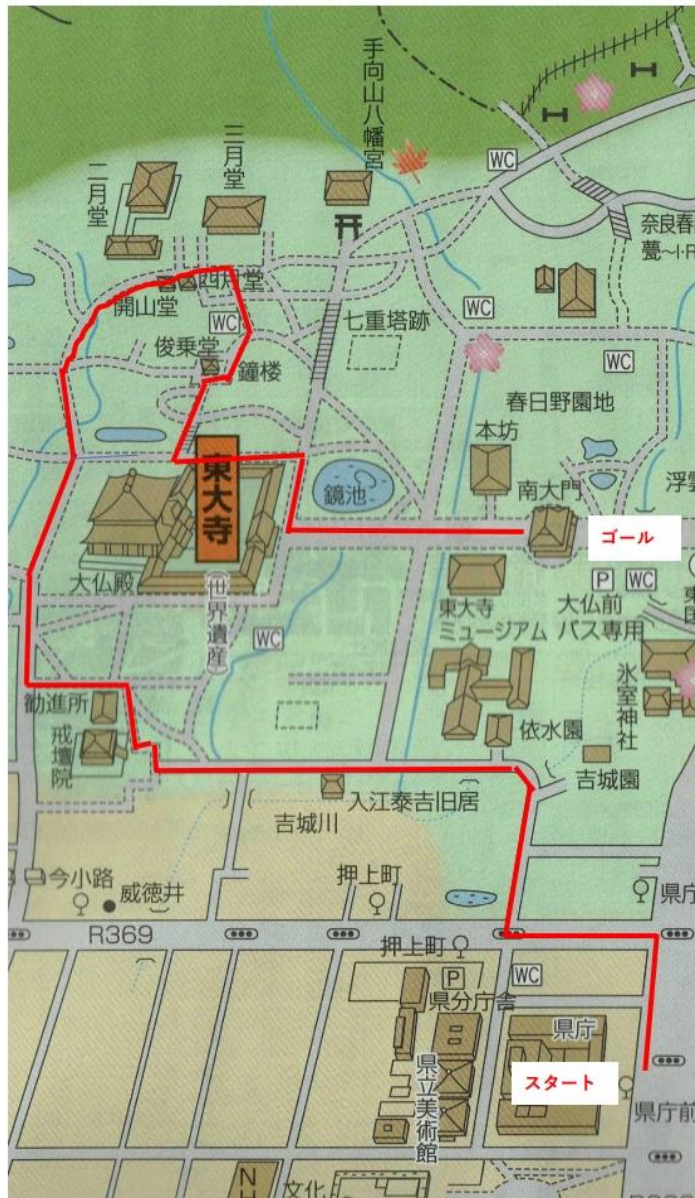 手向山八幡宮
三月堂
二月堂
WC
奈良春
甍~I・R
四月堂
開山堂
WC
七重塔跡
WC
俊乗堂
鐘楼
WC
春日野園地
本坊
東大寺
鏡池
南大門
浮雲
ゴール
大仏殿
(世界遺産)
P
WC
東大寺
ミュージアム
大仏前
バス専用
WC
氷室神社
勧進所
戒壇院
依水園
吉城園
入江泰吉旧居
吉城川
今小路
威徳井
押上町
県庁
R369
押上町
P
WC
県分庁舎
県庁
県立美術館
スタート
県庁前
文化